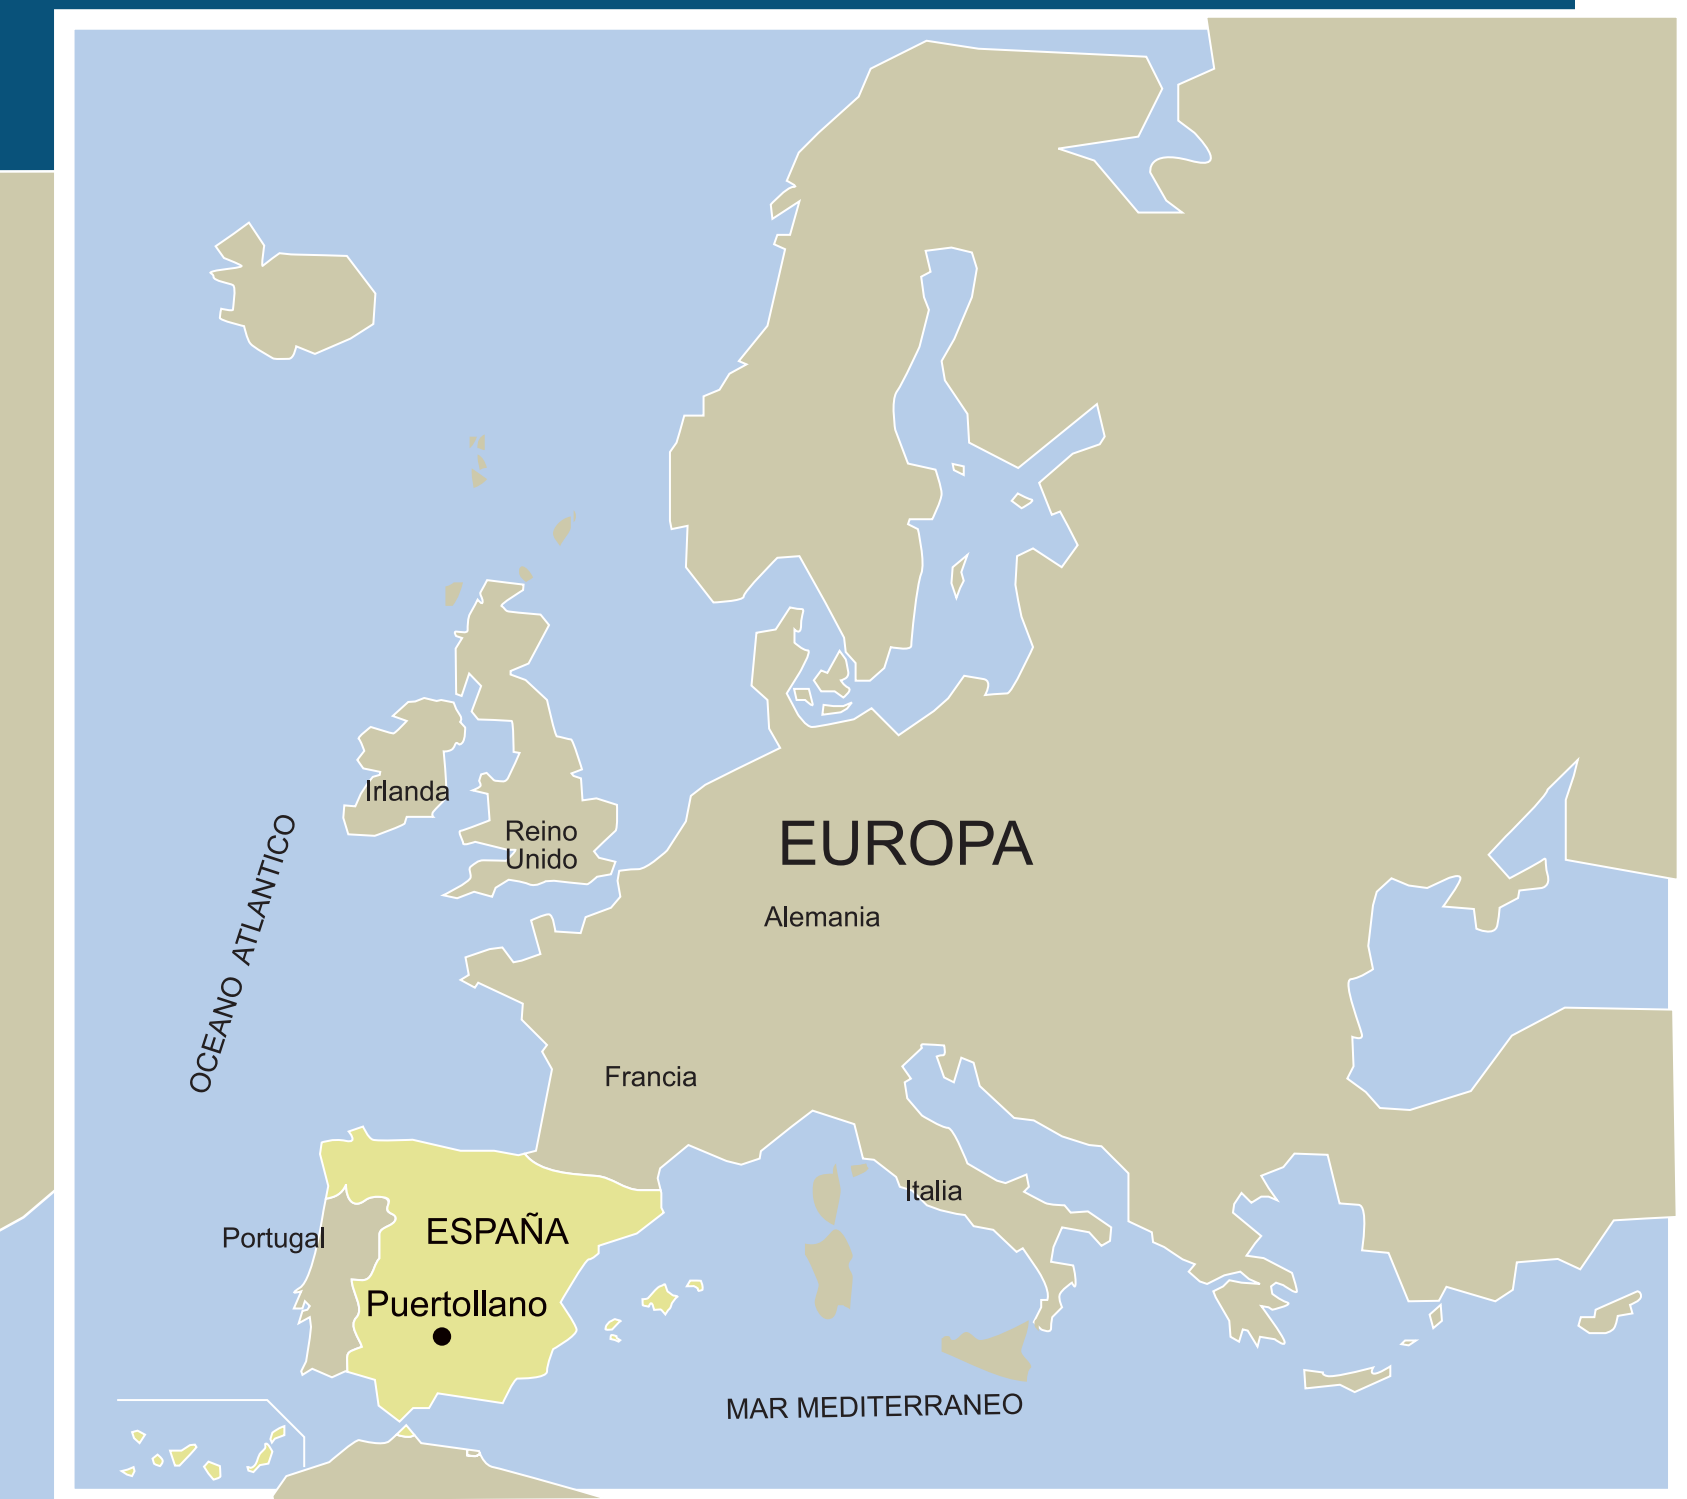 Irlanda
Reino
Unido
EUROPA
Alemania
OCEANO ATLANTICO
Francia
Italia
Portugal
ESPAÑA
Puertollano
MAR MEDITERRANEO